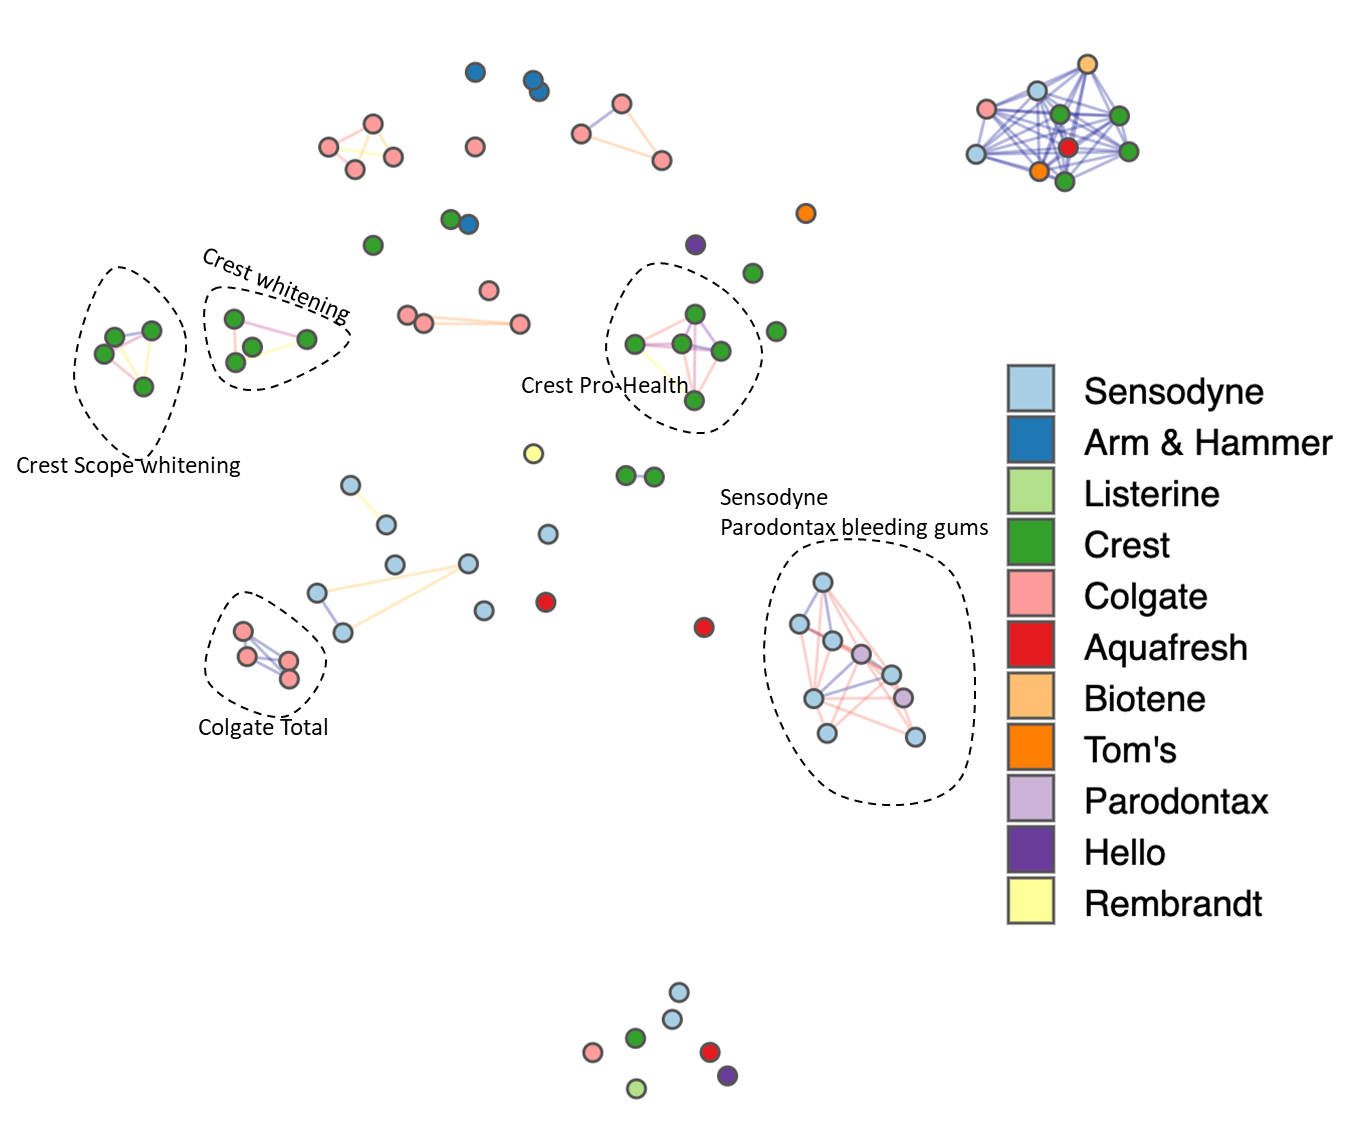 Crest whitening
Crest Pro-Health
Crest Scope whitening
Sensodyne
Parodontax bleeding gums
Colgate Total
Sensodyne
Arm & Hammer
Listerine
Crest
Colgate
Aquafresh
Biotene
Tom's
Parodontax
Hello
Rembrandt